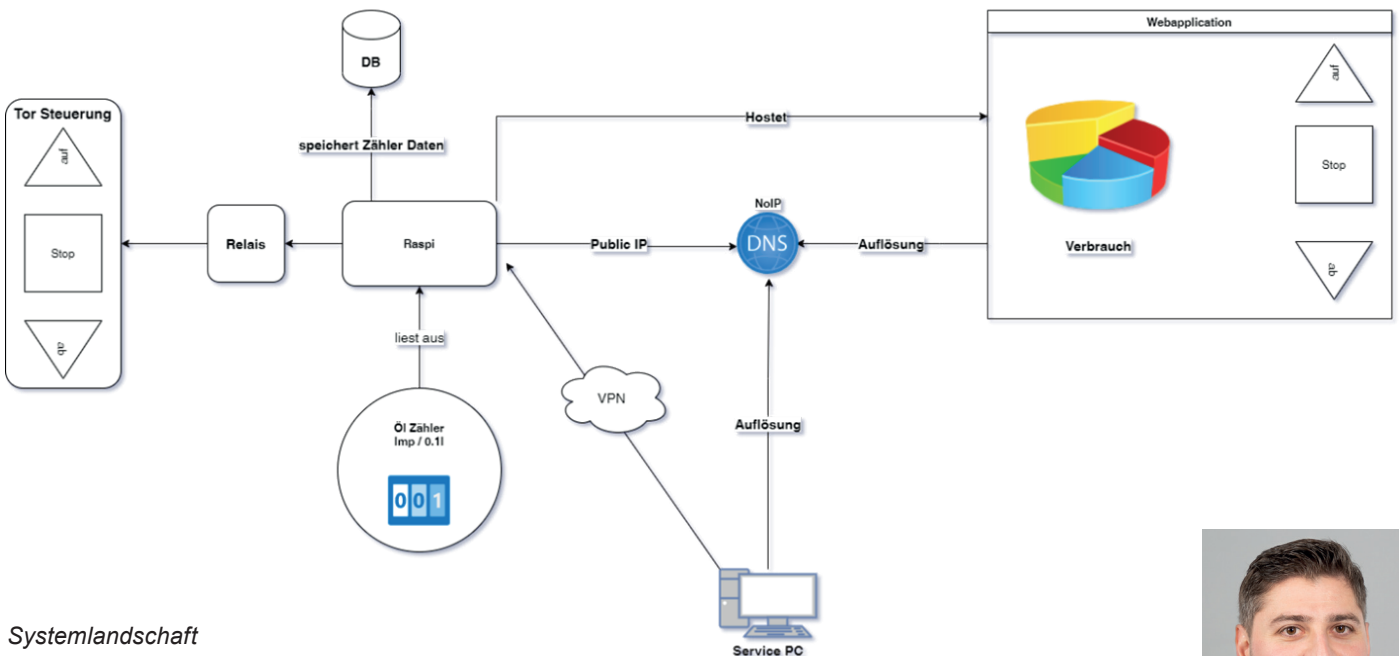 Webapplication
DB
Tor Steuerung
auf
Stop
ab
speichert Zähler Daten
Hostet
auf
Stop
ab
Relais
Raspi
Public IP
NoIP
DNS
Auflösung
Verbrauch
liest aus
VPN
Öl Zähler
Imp / 0.1l
001
Auflösung
Service PC
Systemlandschaft